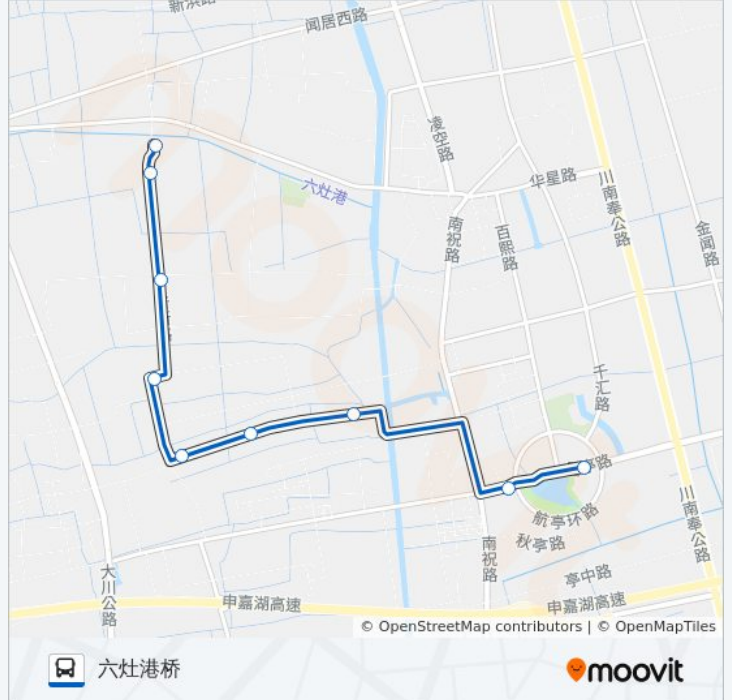 新浜路
闻居西路
凌空路
六灶港
华星路
川南奉公路
南祝路
百熙路
金闻路
千汇路
亭路
航亭环路
秋亭路
南祝路
川南奉公路
大川公路
亭中路
申嘉湖高速
申嘉湖高速
© OpenStreetMap contributors | © OpenMapTiles
六灶港桥
moovit